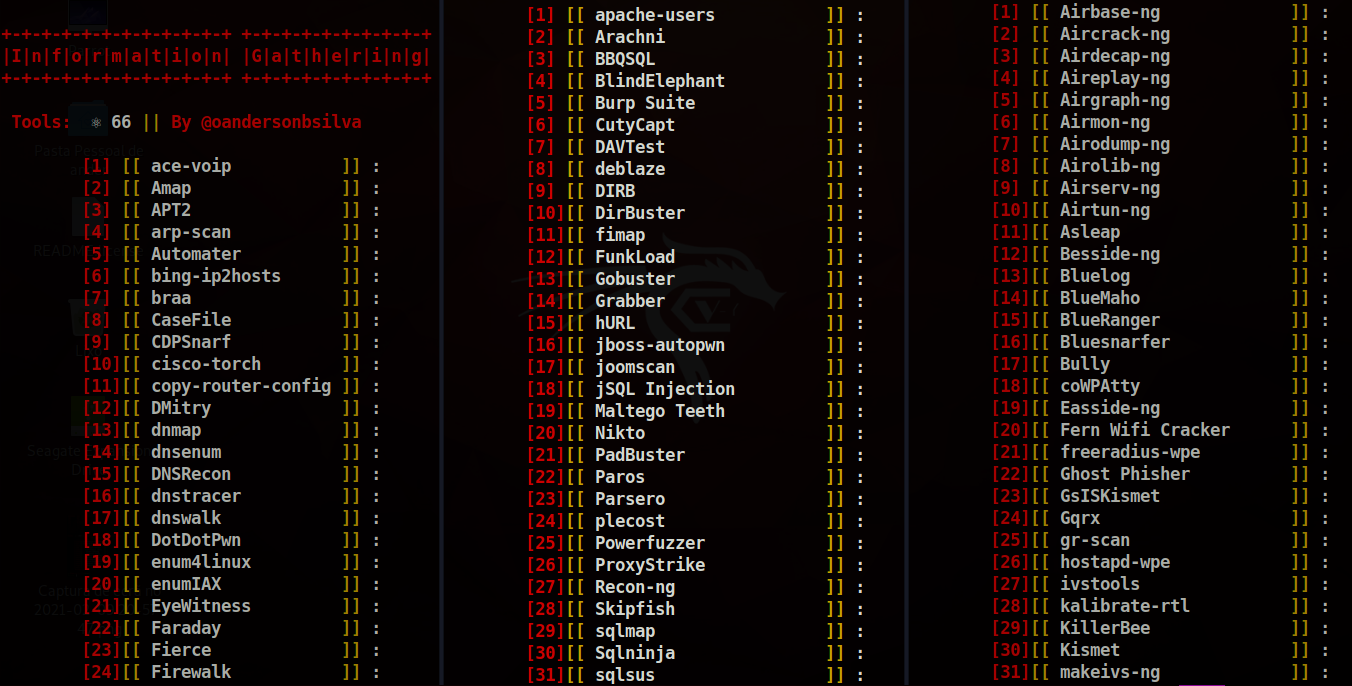 +-+-+-+-+-+-+-+-+-+-+-+ +-+-+-+-+-+-+-+-+-+
|I|n|f|o|r|m|a|t|i|o|n| |G|a|t|h|e|r|i|n|g|
+-+-+-+-+-+-+-+-+-+-+-+ +-+-+-+-+-+-+-+-+-+
Tools: ⚛ 66 || By @oandersonbsilva
[1] [[ ace-voip ]] :
[2] [[ Amap ]] :
[3] [[ APT2 ]] :
[4] [[ arp-scan ]] :
[5] [[ Automater ]] :
[6] [[ bing-ip2hosts ]] :
[7] [[ braa ]] :
[8] [[ CaseFile ]] :
[9] [[ CDPSnarf ]] :
[10][[ cisco-torch ]] :
[11][[ copy-router-config ]] :
[12][[ DMitry ]] :
[13][[ dnmap ]] :
[14][[ dnsenum ]] :
[15][[ DNSRecon ]] :
[16][[ dnstracer ]] :
[17][[ dnswalk ]] :
[18][[ DotDotPwn ]] :
[19][[ enum4linux ]] :
[20][[ enumIAX ]] :
[21][[ EyeWitness ]] :
[22][[ Faraday ]] :
[23][[ Fierce ]] :
[24][[ Firewalk ]] :
[1] [[ apache-users ]] :
[2] [[ Arachni ]] :
[3] [[ BBQSQL ]] :
[4] [[ BlindElephant ]] :
[5] [[ Burp Suite ]] :
[6] [[ CutyCapt ]] :
[7] [[ DAVTest ]] :
[8] [[ deblaze ]] :
[9] [[ DIRB ]] :
[10][[ DirBuster ]] :
[11][[ fimap ]] :
[12][[ FunkLoad ]] :
[13][[ Gobuster ]] :
[14][[ Grabber ]] :
[15][[ hURL ]] :
[16][[ jboss-autopwn ]] :
[17][[ joomscan ]] :
[18][[ jSQL Injection ]] :
[19][[ Maltego Teeth ]] :
[20][[ Nikto ]] :
[21][[ PadBuster ]] :
[22][[ Paros ]] :
[23][[ Parsero ]] :
[24][[ plecost ]] :
[25][[ Powerfuzzer ]] :
[26][[ ProxyStrike ]] :
[27][[ Recon-ng ]] :
[28][[ Skipfish ]] :
[29][[ sqlmap ]] :
[30][[ Sqlninja ]] :
[31][[ sqlsus ]] :
[1] [[ Airbase-ng ]] :
[2] [[ Aircrack-ng ]] :
[3] [[ Airdecap-ng ]] :
[4] [[ Aireplay-ng ]] :
[5] [[ Airgraph-ng ]] :
[6] [[ Airmon-ng ]] :
[7] [[ Airodump-ng ]] :
[8] [[ Airolib-ng ]] :
[9] [[ Airserv-ng ]] :
[10][[ Airtun-ng ]] :
[11][[ Asleap ]] :
[12][[ Besside-ng ]] :
[13][[ Bluelog ]] :
[14][[ BlueMaho ]] :
[15][[ BlueRanger ]] :
[16][[ Bluesnarfer ]] :
[17][[ Bully ]] :
[18][[ coWPAtty ]] :
[19][[ Easside-ng ]] :
[20][[ Fern Wifi Cracker ]] :
[21][[ freeradius-wpe ]] :
[22][[ Ghost Phisher ]] :
[23][[ GsISKismet ]] :
[24][[ Gqrx ]] :
[25][[ gr-scan ]] :
[26][[ hostapd-wpe ]] :
[27][[ ivstools ]] :
[28][[ kalibrate-rtl ]] :
[29][[ KillerBee ]] :
[30][[ Kismet ]] :
[31][[ makeivs-ng ]] :